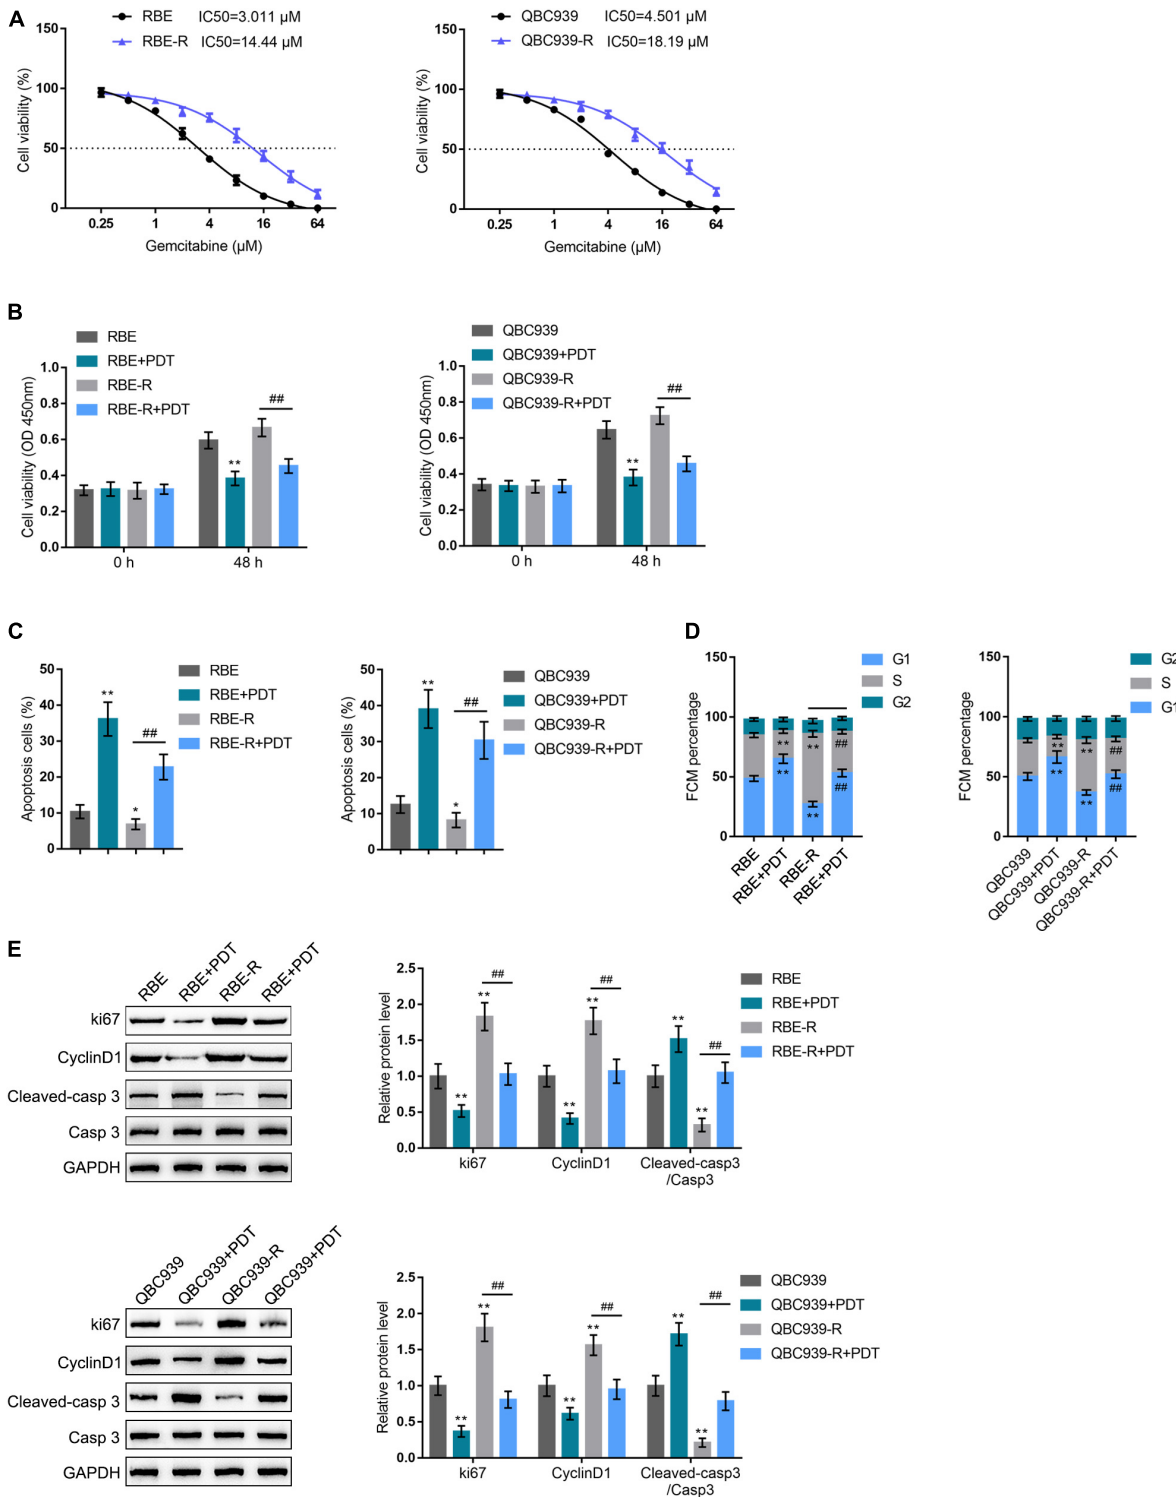 A
RBE IC50=3.011 µM
RBE-R IC50=14.44 µM
Cell viability (%)
150
100
50
0
0.25 1 4 16 64
Gemcitabine (µM)
QBC939 IC50=4.501 µM
QBC939-R IC50=18.19 µM
Cell viability (%)
150
100
50
0
0.25 1 4 16 64
Gemcitabine (µM)
B
RBE
RBE+PDT
RBE-R
RBE-R+PDT
Cell viability (OD 450nm)
1.0
0.8
0.6
0.4
0.2
0.0
**
##
0 h 48 h
QBC939
QBC939+PDT
QBC939-R
QBC939-R+PDT
Cell viability (OD 450nm)
1.0
0.8
0.6
0.4
0.2
0.0
**
##
0 h 48 h
C
Apoptosis cells (%)
50
40
30
20
10
0
**
*
##
RBE
RBE+PDT
RBE-R
RBE-R+PDT
Apoptosis cells (%)
50
40
30
20
10
0
**
*
##
QBC939
QBC939+PDT
QBC939-R
QBC939-R+PDT
D
FCM percentage
150
100
50
0
** ** ##
** ** ##
G1
S
G2
RBE RBE+PDT RBE-R RBE+PDT
FCM percentage
150
100
50
0
** ** ##
** ** ##
G2
S
G1
QBC939 QBC939+PDT QBC939-R QBC939-R+PDT
E
RBE RBE+PDT RBE-R RBE+PDT
ki67
CyclinD1
Cleaved-casp 3
Casp 3
GAPDH
Relative protein level
2.5
2.0
1.5
1.0
0.5
0.0
** ** ##
** ** ##
** ** ##
ki67 CyclinD1 Cleaved-casp3
/Casp3
RBE
RBE+PDT
RBE-R
RBE-R+PDT
QBC939 QBC939+PDT QBC939-R QBC939+PDT
ki67
CyclinD1
Cleaved-casp 3
Casp 3
GAPDH
Relative protein level
2.5
2.0
1.5
1.0
0.5
0.0
** ** ##
** ** ##
** ** ##
ki67 CyclinD1 Cleaved-casp3
/Casp3
QBC939
QBC939+PDT
QBC939-R
QBC939-R+PDT